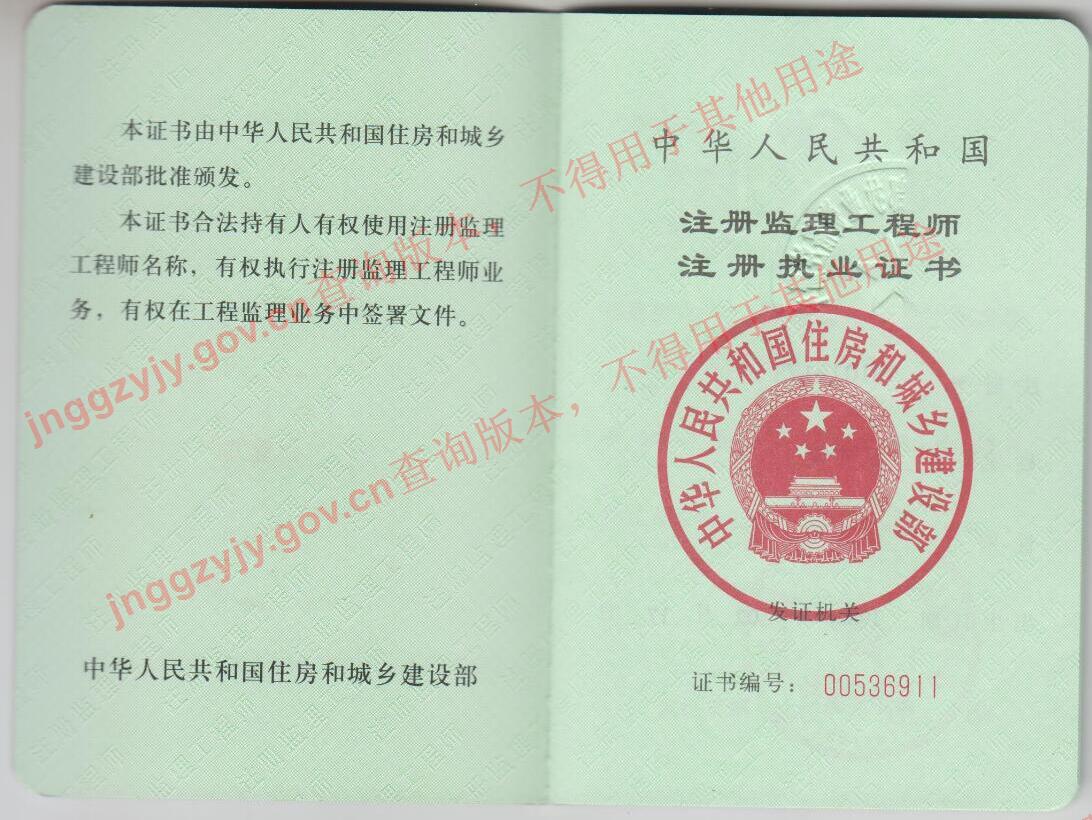 本证书由中华人民共和国住房和城乡
建设部批准颁发。
本证书合法持有人有权使用注册监理
工程师名称，有权执行注册监理工程师业
务，有权在工程监理业务中签署文件。
中华人民共和国住房和城乡建设部
中华人民共和国
注册监理工程师
注册执业证书
中华人民共和国住房和城乡建设部
发证机关
证书编号：00536911
jnggzyjy.gov.cn查询版本，不得用于其他用途
jnggzyjy.gov.cn查询版本，不得用于其他用途